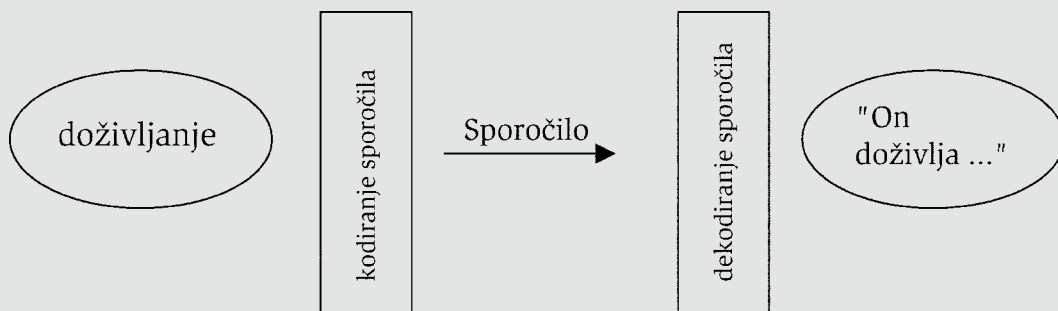 doživljanje
kodiranje sporočila
Sporočilo
dekodiranje sporočila
"On
doživlja ..."